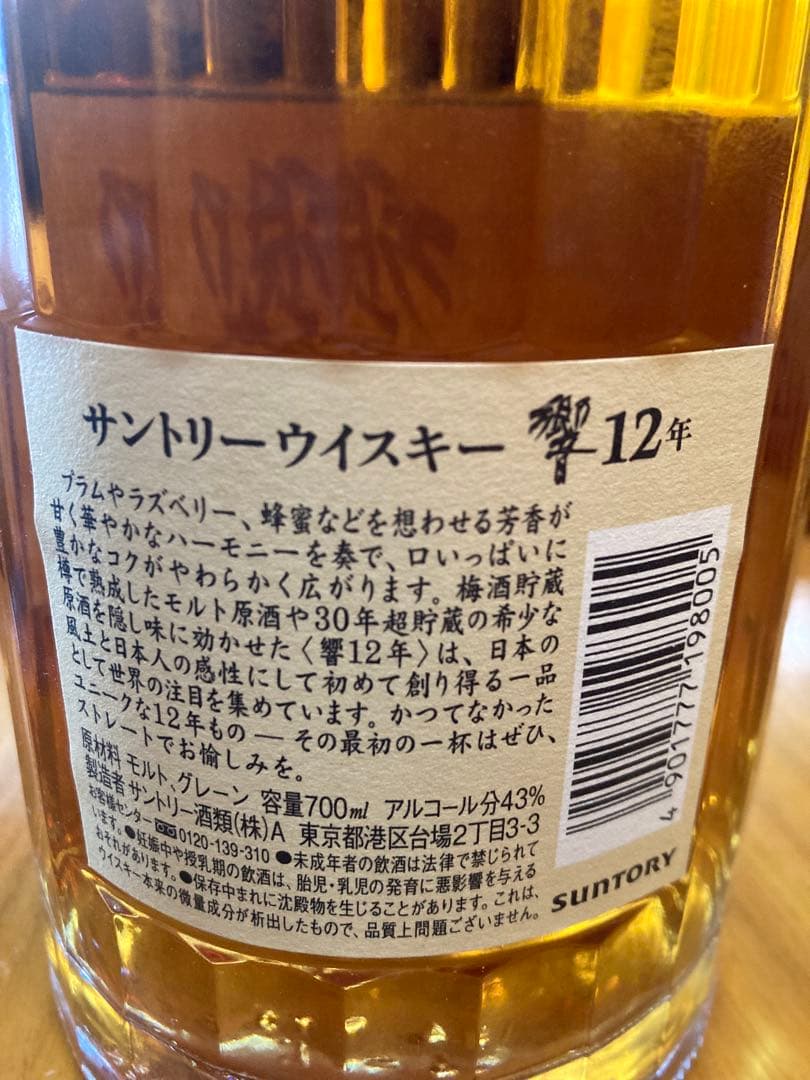 サントリーウイスキー 響12年
プラムやラズベリー、蜂蜜などを想わせる芳香が
甘く華やかなハーモニーを奏で、口いっぱいに
豊かなコクがやわらかく広がります。梅酒貯蔵
樽で熟成したモルト原酒や30年超貯蔵の希少な
原酒を隠し味に効かせた〈響12年〉は、日本の
風土と日本人の感性にして初めて創り得る一品
として世界の注目を集めています。かつてなかった
ユニークな12年もの ― その最初の一杯はぜひ、
ストレートでお愉しみを。
原材料 モルト、グレーン 容量700ml アルコール分43%
製造者 サントリー酒類(株)A 東京都港区台場2丁目3-3
お客様センター 0120-139-310 ●未成年者の飲酒は法律で禁じられて
います。●妊娠中や授乳期の飲酒は、胎児・乳児の発育に悪影響を与える
おそれがあります。●保存中まれに沈殿物を生じることがあります。これは、
ウイスキー本来の微量成分が析出したもので、品質上問題ございません。
4 901777 198005
SUNTORY